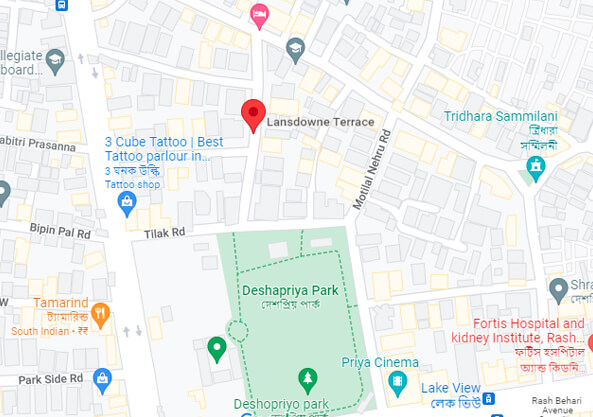 llegiate
board...
Lansdowne Terrace
Tridhara Sammilani
ত্রিধারা
সম্মিলনী
abitri Prasanna
3 Cube Tattoo | Best
Tattoo parlour in...
3 ঘনক উল্কি
Tattoo shop
Motilal Nehru Rd
Bipin Pal Rd
Tilak Rd
Deshapriya Park
দেশপ্রিয় পার্ক
Tamarind
ট্যামারিন্ড
South Indian • ₹₹
Shra
Fortis Hospital and
kidney Institute, Rash...
ফর্টিস হসপিটাল
অ্যান্ড কিডনি...
Priya Cinema
Park Side Rd
Lake View
লেক ভিউ
Rash Behari
Avenue
Deshopriyo park